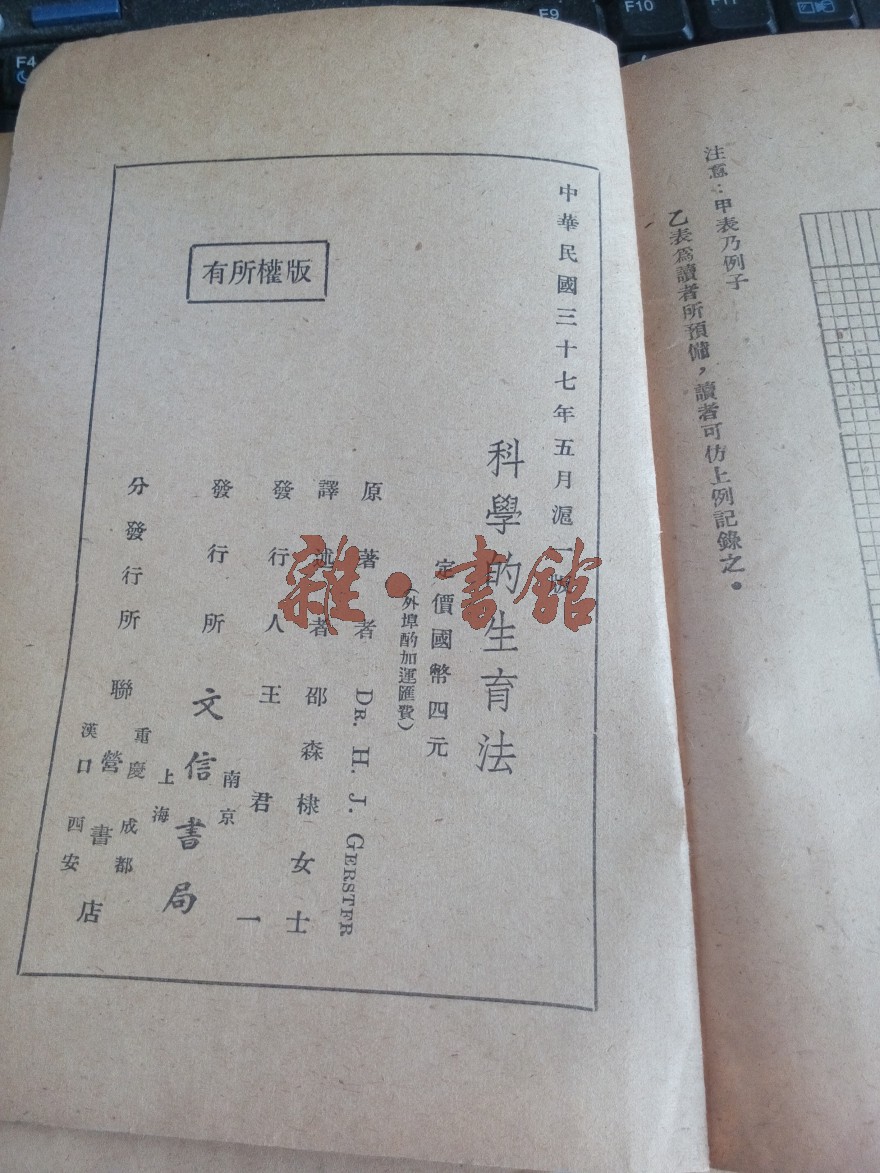 注意：甲表乃例子
乙表爲讀者所預備，讀者可仿上例記錄之。
中華民國三十七年五月滬一版
科學的生育法
定價國幣四元
（外埠酌加運匯費）
原著者 DR. H. J. GERSTER
譯述者 邵森棣女士
發行人 王君一
發行所 文信書局
南京
上海
分發行所 聯營書店
重慶 成都
漢口 西安
有所權版
雜·書館
F4
F9
F10